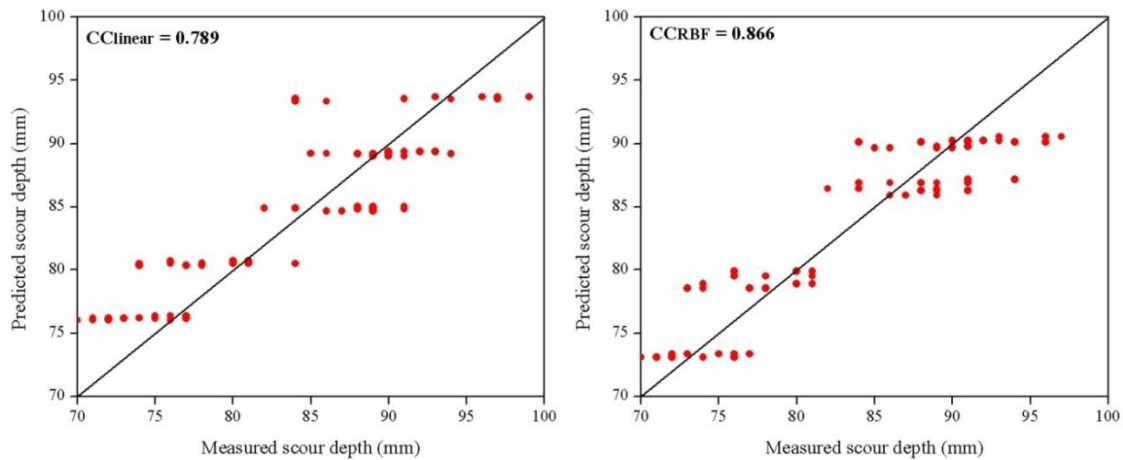 CClinear = 0.789
100
95
90
85
80
75
70
Predicted scour depth (mm)
70 75 80 85 90 95 100
Measured scour depth (mm)
CCRBF = 0.866
100
95
90
85
80
75
70
Predicted scour depth (mm)
70 75 80 85 90 95 100
Measured scour depth (mm)